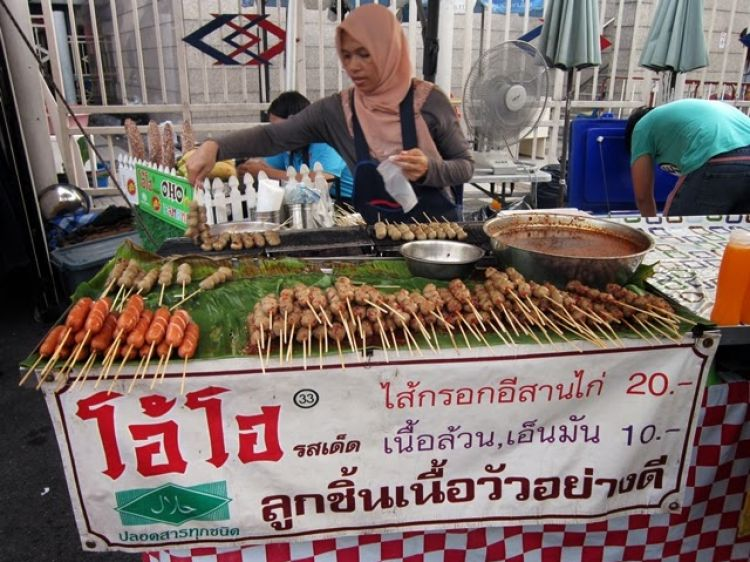 OHO
โอ้โฮ
33
รสเด็ด
ไส้กรอกอีสานไก่ 20.-
เนื้อล้วน,เอ็นมัน 10.-
ลูกชิ้นเนื้อวัวอย่างดี
حلال
ปลอดสารทุกชนิด